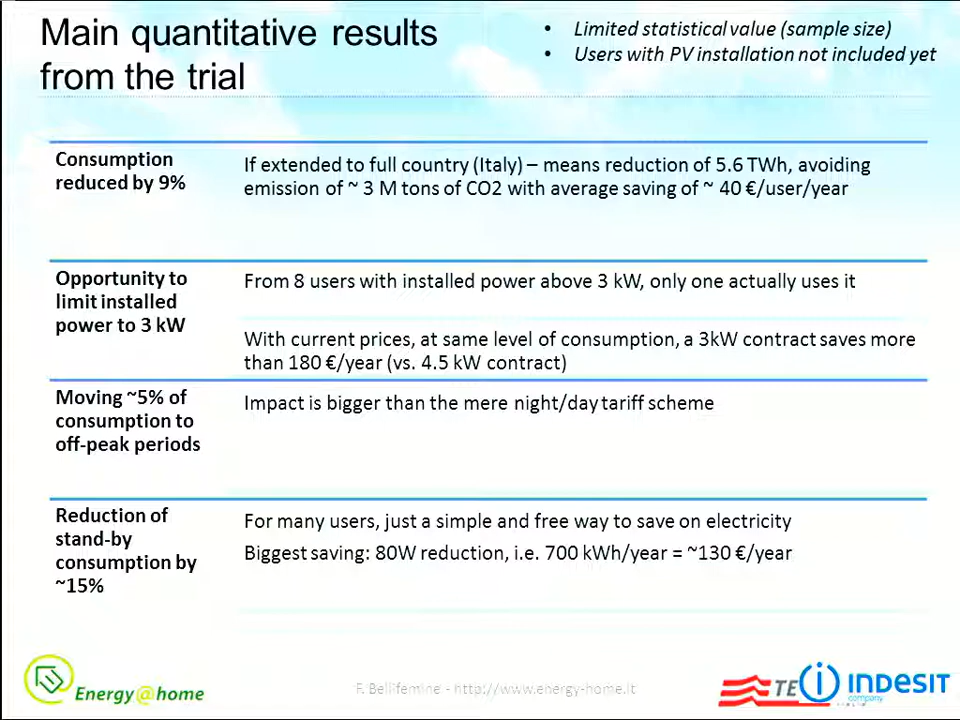 Main quantitative results
from the trial
• Limited statistical value (sample size)
• Users with PV installation not included yet
Consumption
reduced by 9%
If extended to full country (Italy) – means reduction of 5.6 TWh, avoiding
emission of ~ 3 M tons of CO2 with average saving of ~ 40 €/user/year
Opportunity to
limit installed
power to 3 kW
From 8 users with installed power above 3 kW, only one actually uses it
With current prices, at same level of consumption, a 3kW contract saves more
than 180 €/year (vs. 4.5 kW contract)
Moving ~5% of
consumption to
off-peak periods
Impact is bigger than the mere night/day tariff scheme
Reduction of
stand-by
consumption by
~15%
For many users, just a simple and free way to save on electricity
Biggest saving: 80W reduction, i.e. 700 kWh/year = ~130 €/year
Energy@home
F. Bellifemine - http://www.energy-home.it
TE
INDESIT
company